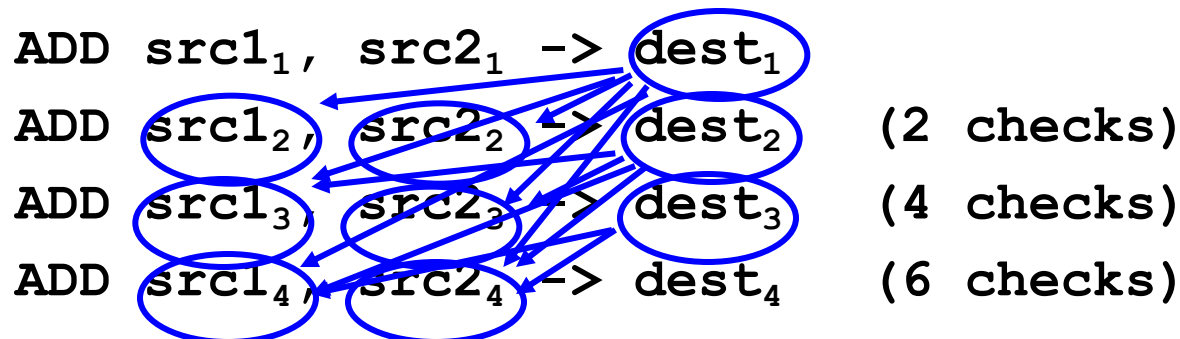 ADD src1₁, src2₁ -> dest₁
ADD src1₂, src2₂ -> dest₂ (2 checks)
ADD src1₃, src2₃ -> dest₃ (4 checks)
ADD src1₄, src2₄ -> dest₄ (6 checks)